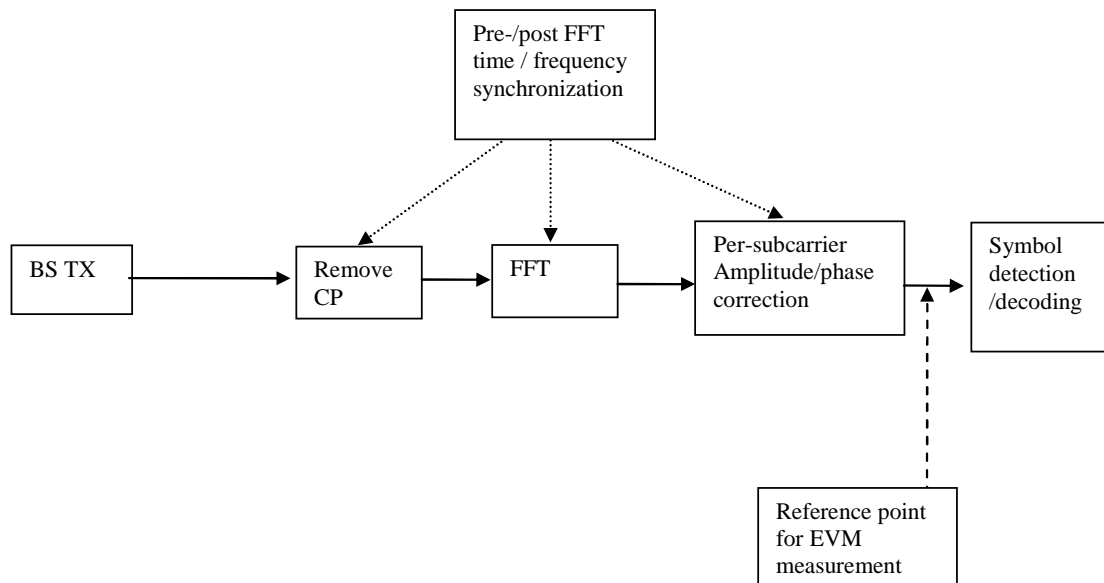 Pre-/post FFT
time / frequency
synchronization
BS TX
Remove
CP
FFT
Per-subcarrier
Amplitude/phase
correction
Symbol
detection
/decoding
Reference point
for EVM
measurement